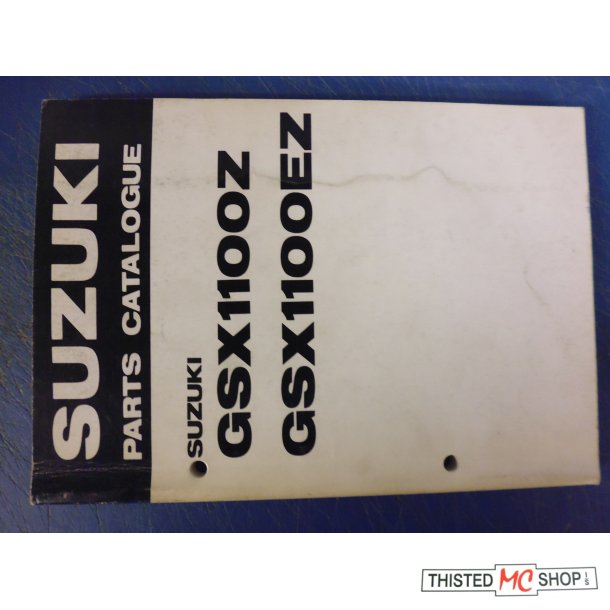 SUZUKI
PARTS CATALOGUE
SUZUKI
GSX1100Z
GSX1100EZ
THISTED MC SHOP I/S